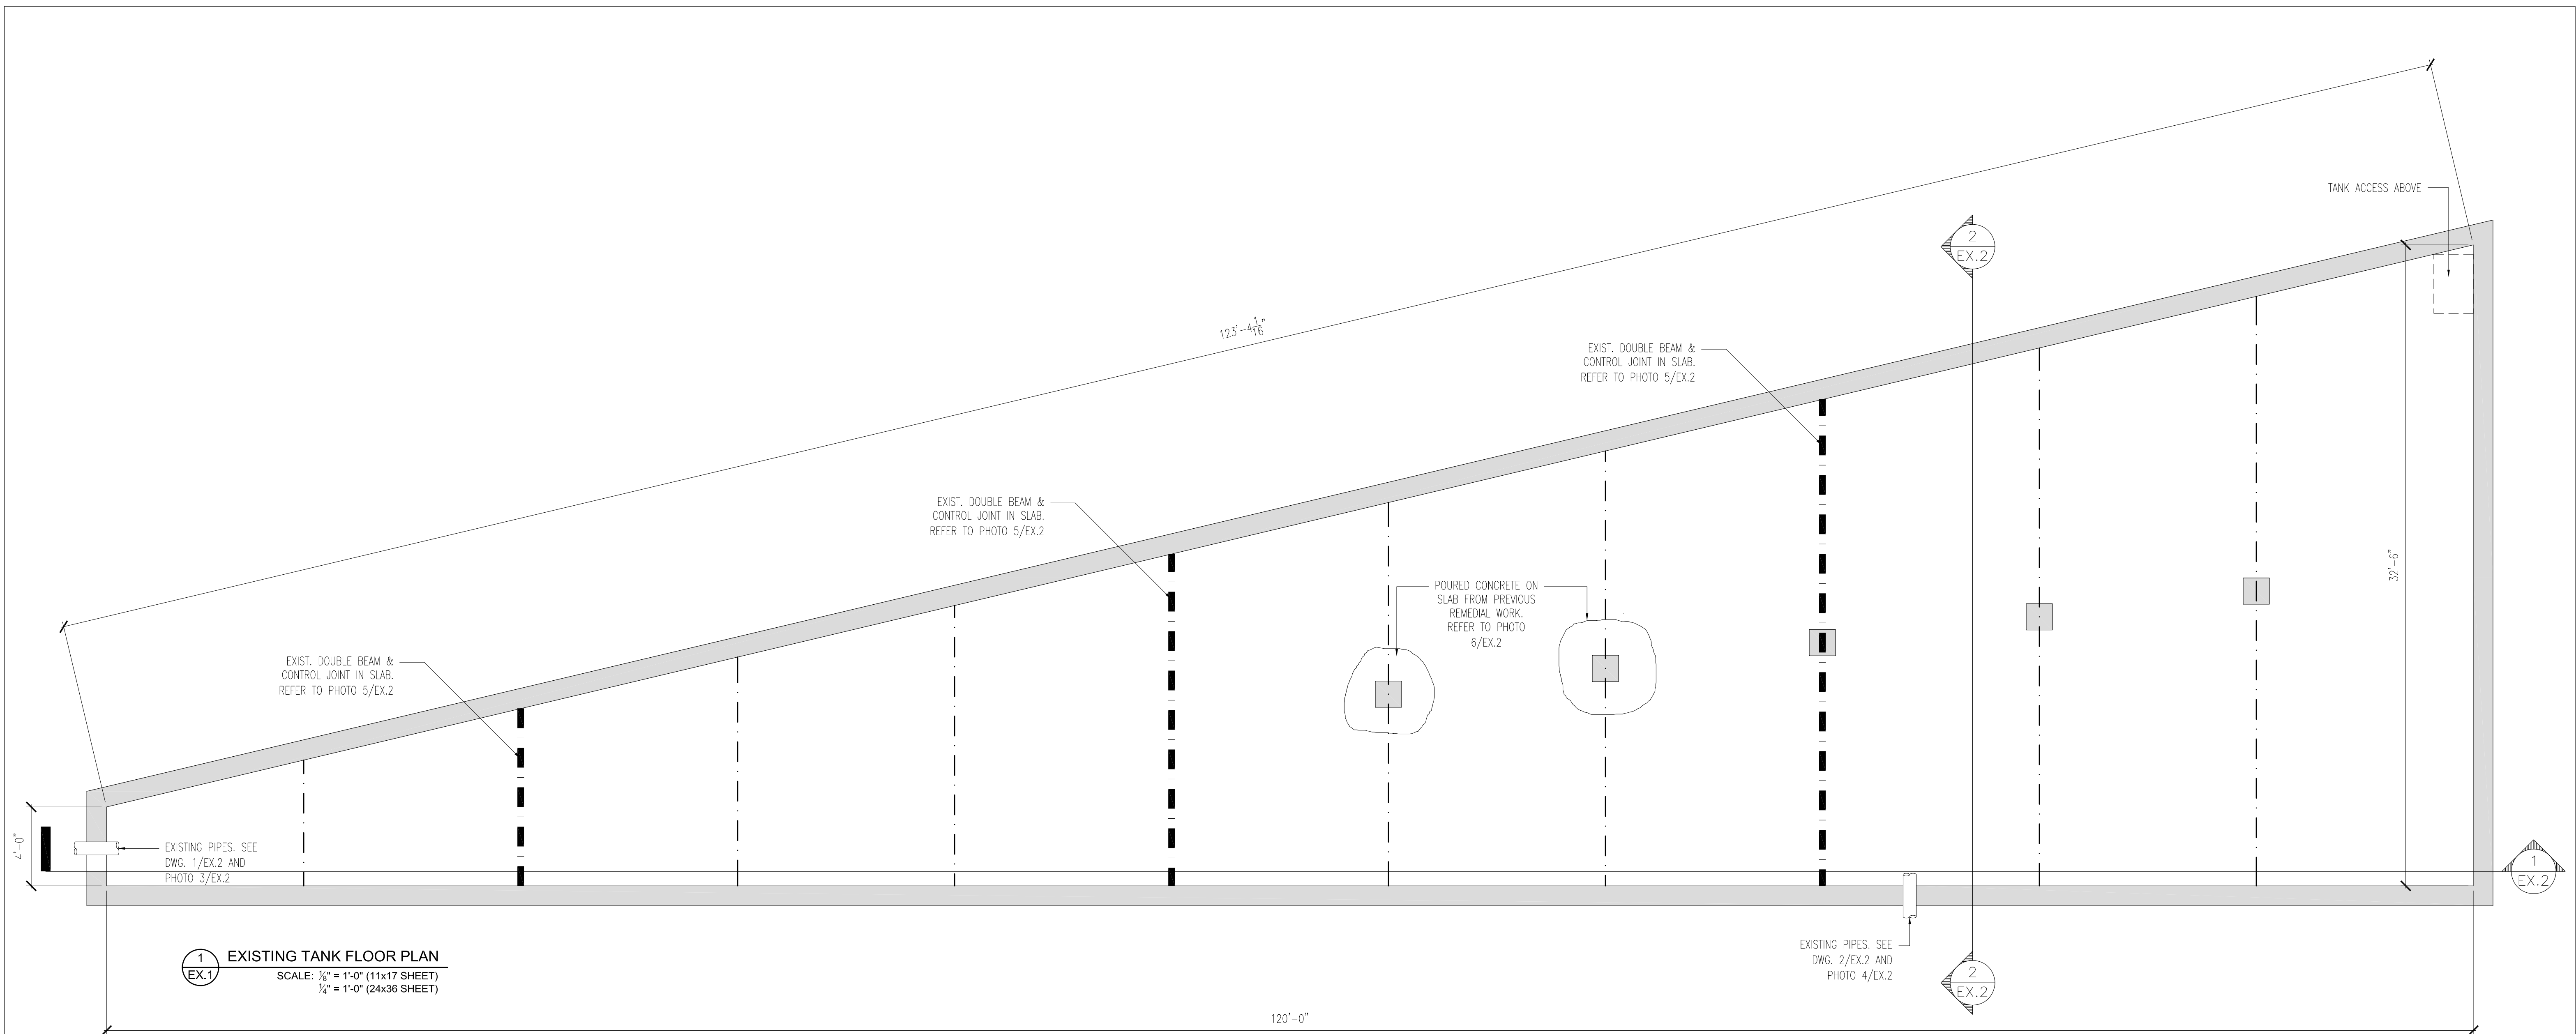 123'-4 1/16"
TANK ACCESS ABOVE
2
EX.2
EXIST. DOUBLE BEAM &
CONTROL JOINT IN SLAB.
REFER TO PHOTO 5/EX.2
EXIST. DOUBLE BEAM &
CONTROL JOINT IN SLAB.
REFER TO PHOTO 5/EX.2
POURED CONCRETE ON
SLAB FROM PREVIOUS
REMEDIAL WORK.
REFER TO PHOTO
6/EX.2
32'-6"
EXIST. DOUBLE BEAM &
CONTROL JOINT IN SLAB.
REFER TO PHOTO 5/EX.2
4'-0"
EXISTING PIPES. SEE
DWG. 1/EX.2 AND
PHOTO 3/EX.2
1
EX.2
EXISTING PIPES. SEE
DWG. 2/EX.2 AND
PHOTO 4/EX.2
2
EX.2
1
EX.1
EXISTING TANK FLOOR PLAN
SCALE: ⅛" = 1'-0" (11x17 SHEET)
¼" = 1'-0" (24x36 SHEET)
120'-0"